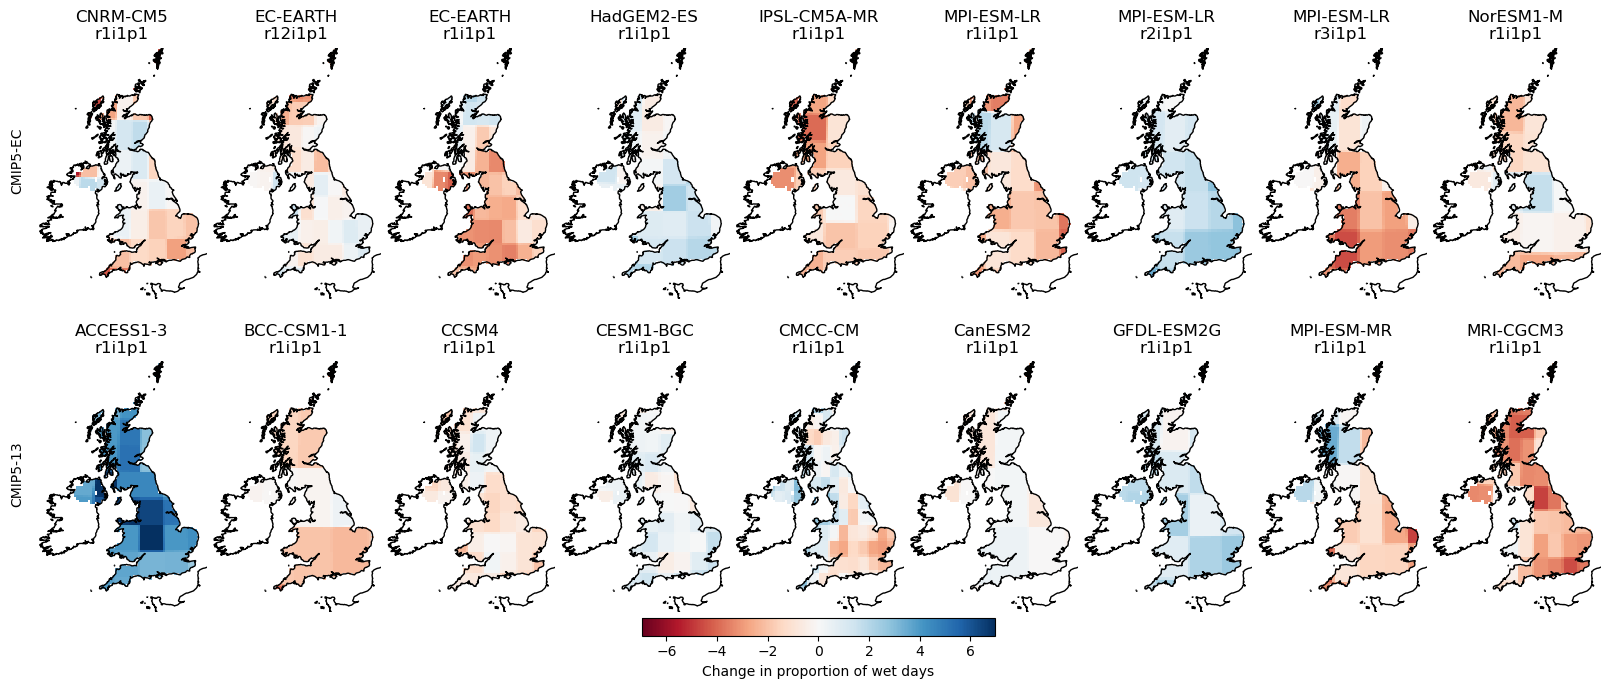 CNRM-CM5 EC-EARTH EC-EARTH HadGEM2-ES IPSL-CM5A-MR MPI-ESM-LR MPI-ESM-LR MPI-ESM-LR NorESM1-M
r1i1p1 r12i1p1 r1i1p1 r1i1p1 r1i1p1 r1i1p1 r2i1p1 r3i1p1 r1i1p1
CMIP5-EC
ACCESS1-3 BCC-CSM1-1 CCSM4 CESM1-BGC CMCC-CM CanESM2 GFDL-ESM2G MPI-ESM-MR MRI-CGCM3
r1i1p1 r1i1p1 r1i1p1 r1i1p1 r1i1p1 r1i1p1 r1i1p1 r1i1p1 r1i1p1
CMIP5-13
−6 −4 −2 0 2 4 6
Change in proportion of wet days